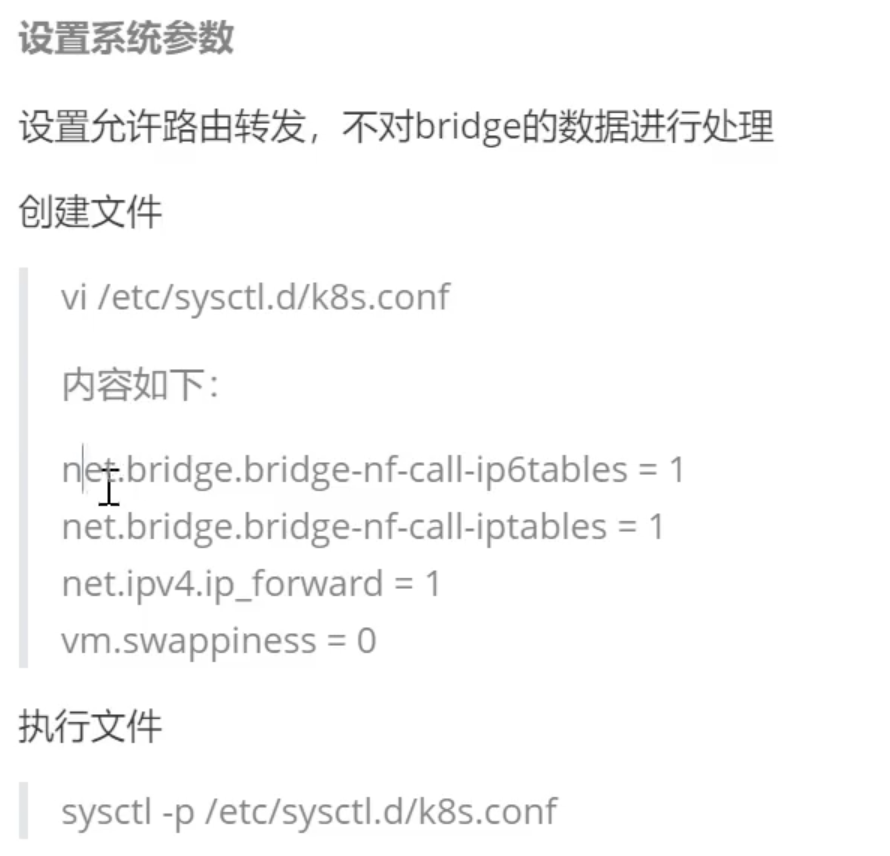 设置系统参数
设置允许路由转发，不对bridge的数据进行处理
创建文件
vi /etc/sysctl.d/k8s.conf
内容如下：
net.bridge.bridge-nf-call-ip6tables = 1
net.bridge.bridge-nf-call-iptables = 1
net.ipv4.ip_forward = 1
vm.swappiness = 0
执行文件
sysctl -p /etc/sysctl.d/k8s.conf